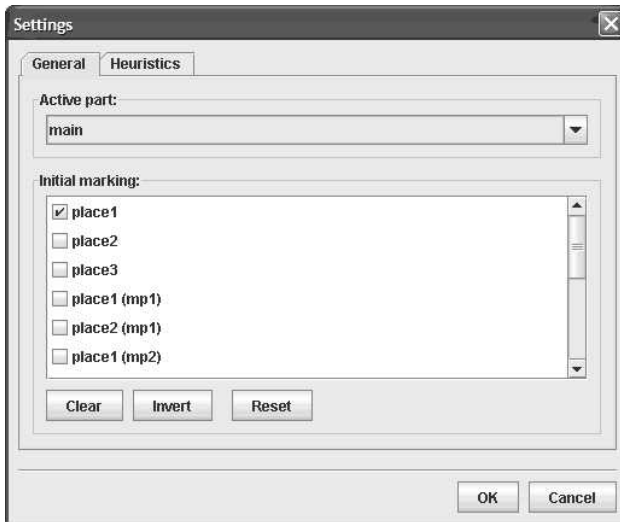 Settings
General Heuristics
Active part:
main
Initial marking:
place1
place2
place3
place1 (mp1)
place2 (mp1)
place1 (mp2)
Clear Invert Reset
OK Cancel